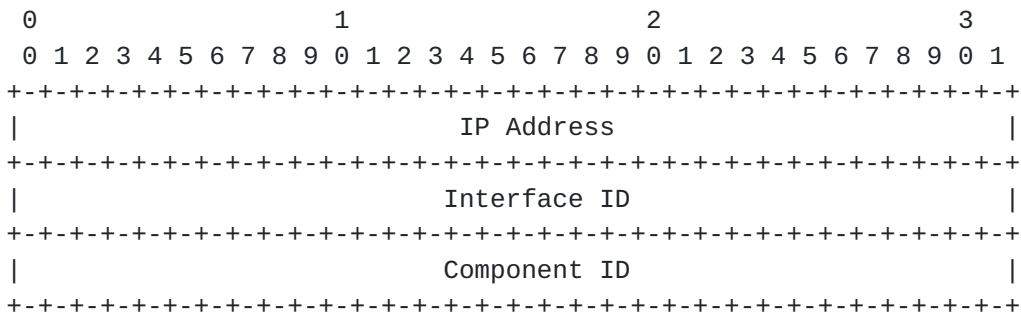 0                   1                   2                   3
 0 1 2 3 4 5 6 7 8 9 0 1 2 3 4 5 6 7 8 9 0 1 2 3 4 5 6 7 8 9 0 1
+-+-+-+-+-+-+-+-+-+-+-+-+-+-+-+-+-+-+-+-+-+-+-+-+-+-+-+-+-+-+-+-+
|                            IP Address                         |
+-+-+-+-+-+-+-+-+-+-+-+-+-+-+-+-+-+-+-+-+-+-+-+-+-+-+-+-+-+-+-+-+
|                           Interface ID                        |
+-+-+-+-+-+-+-+-+-+-+-+-+-+-+-+-+-+-+-+-+-+-+-+-+-+-+-+-+-+-+-+-+
|                           Component ID                        |
+-+-+-+-+-+-+-+-+-+-+-+-+-+-+-+-+-+-+-+-+-+-+-+-+-+-+-+-+-+-+-+-+